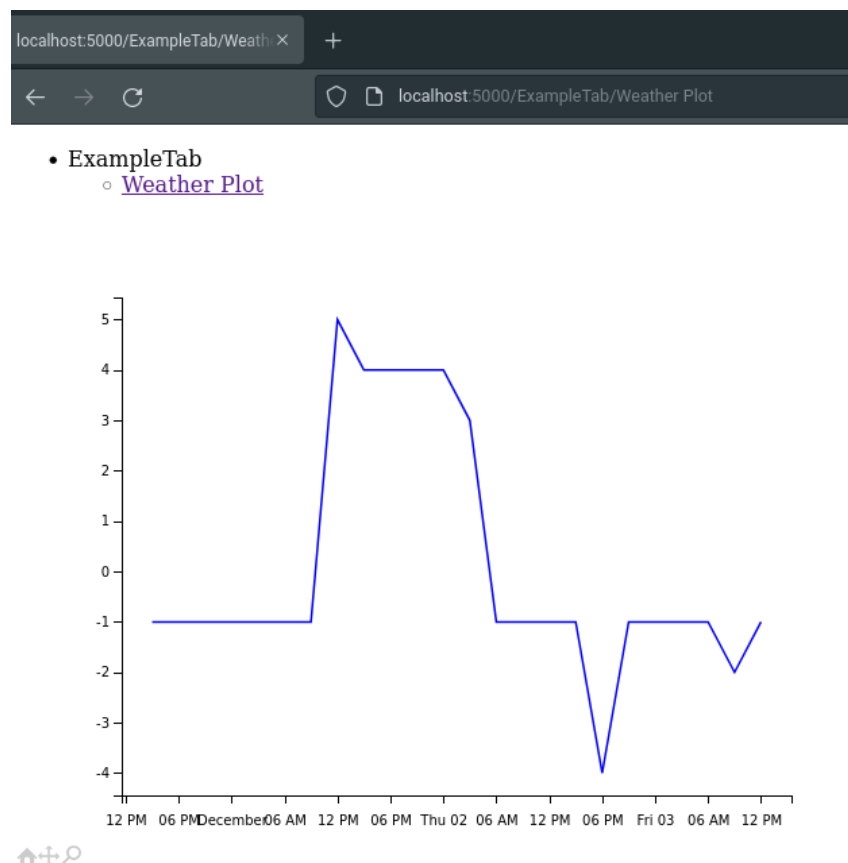 localhost:5000/ExampleTab/Weath
localhost:5000/ExampleTab/Weather Plot
ExampleTab
Weather Plot
5
4
3
2
1
0
-1
-2
-3
-4
12 PM 06 PM December 06 AM 12 PM 06 PM Thu 02 06 AM 12 PM 06 PM Fri 03 06 AM 12 PM